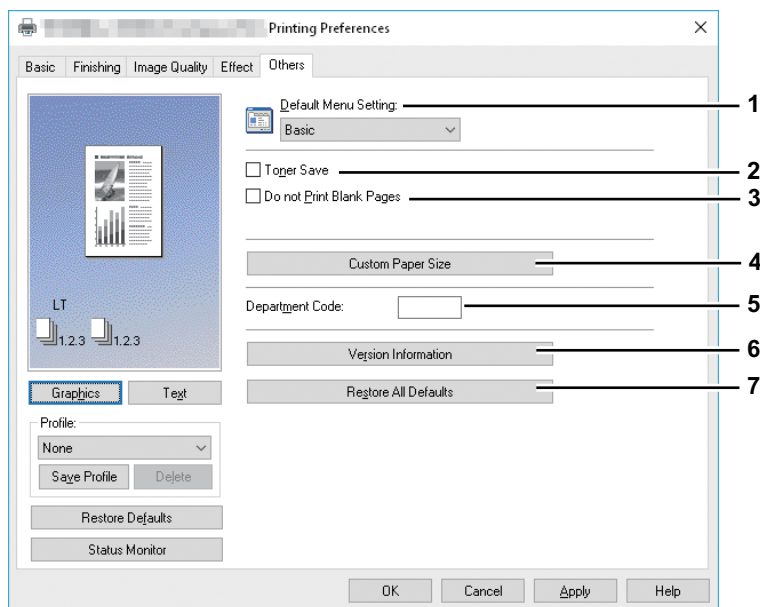 Printing Preferences
Basic Finishing Image Quality Effect Others
Default Menu Setting: 1
Basic
Toner Save 2
Do not Print Blank Pages 3
Custom Paper Size 4
LT
Department Code: 5
1.2.3 1.2.3
Version Information 6
Graphics Text
Restore All Defaults 7
Profile:
None
Save Profile Delete
Restore Defaults
Status Monitor
OK Cancel Apply Help